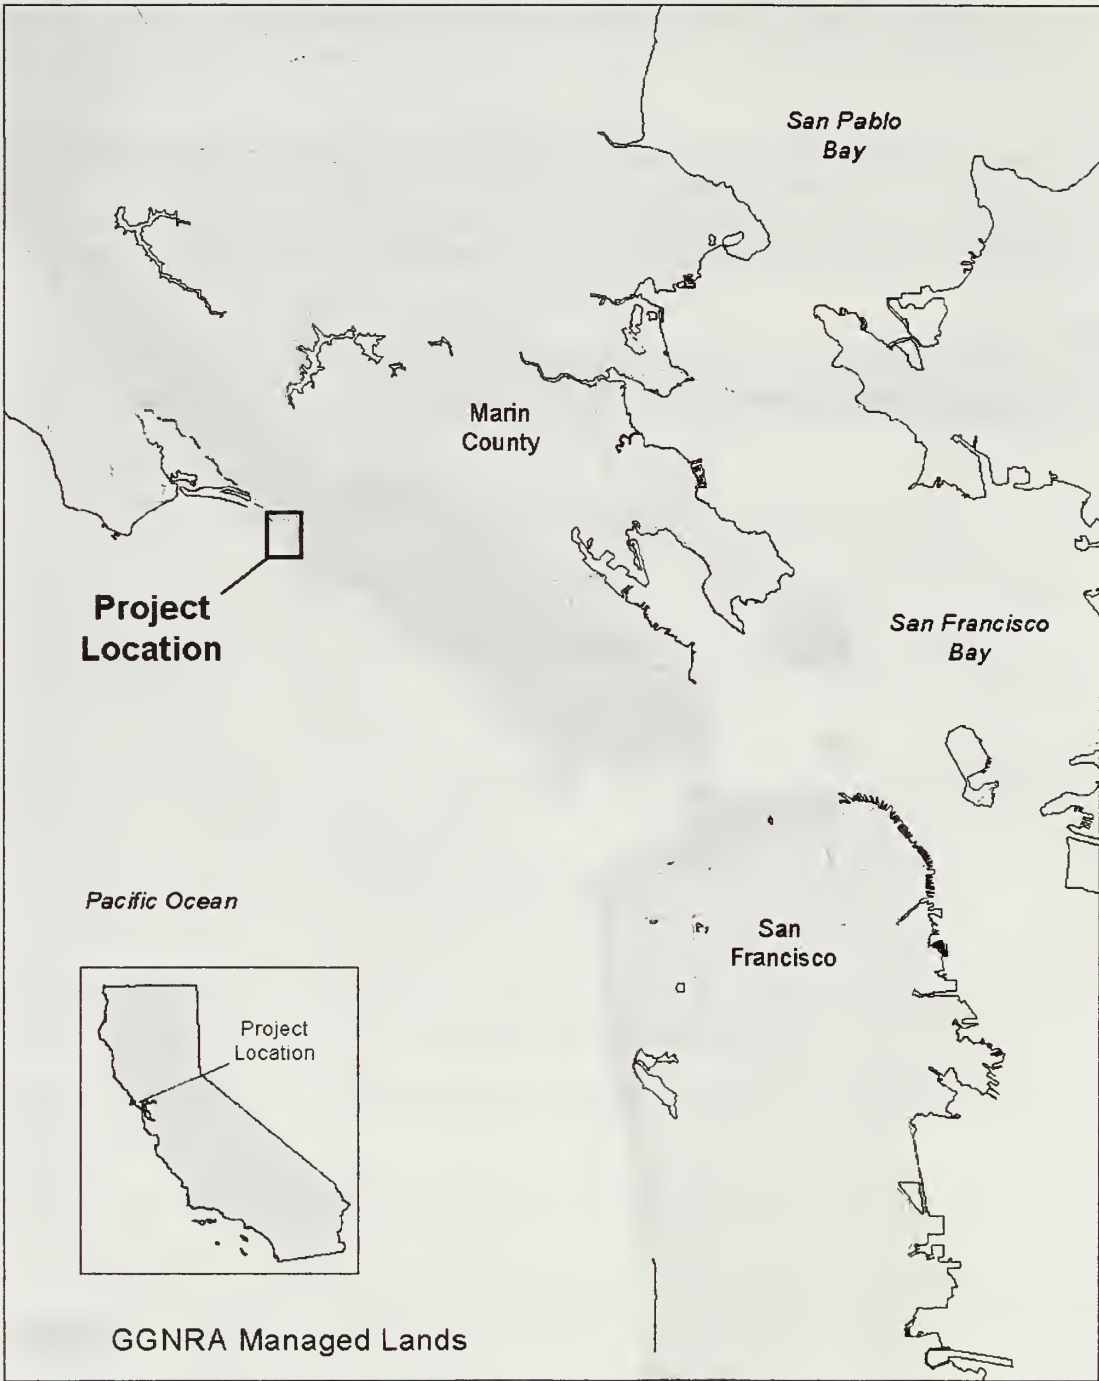 San Pablo
Bay
Marin
County
Project
Location
San Francisco
Bay
Pacific Ocean
San
Francisco
Project
Location
GGNRA Managed Lands